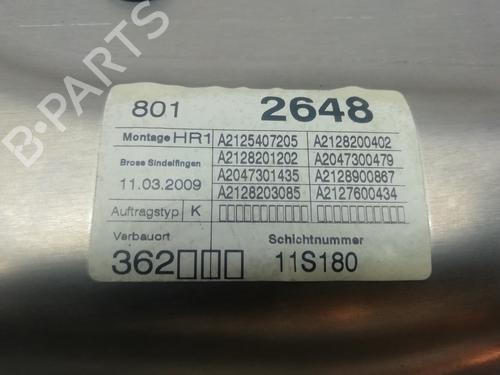 801 2648
Montage HR1 A2125407205 A2128200402
Brose Sindelfingen A2128201202 A2047300479
11.03.2009 A2047301435 A2128900867
A2128203085 A2127600434
Auftragstyp K
Verbauort Schichtnummer
362 11S180
B-PARTS